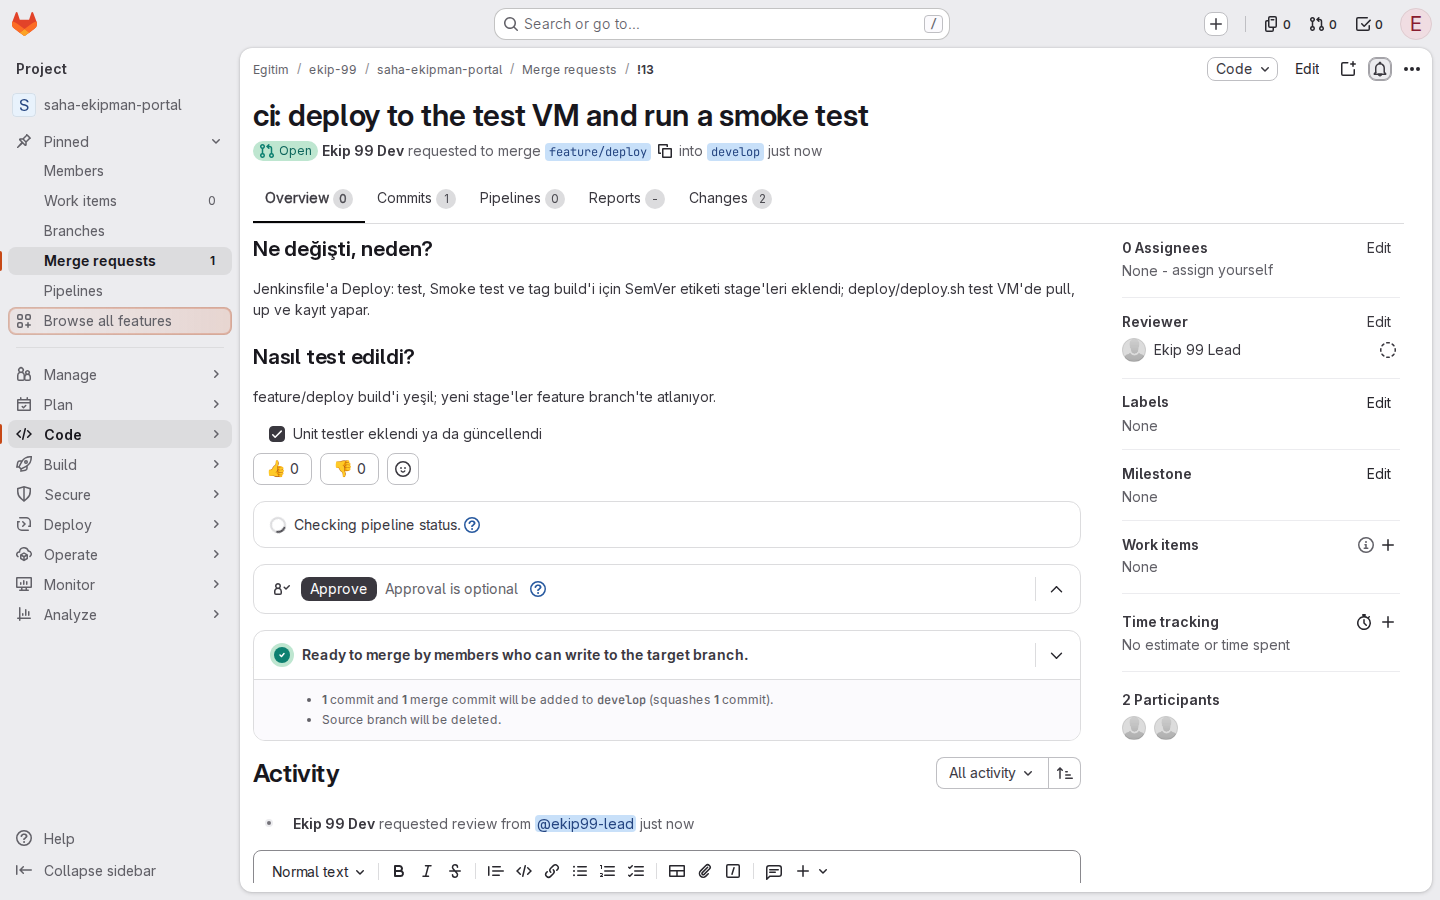 Search or go to...
/
0
0
0
E
Project
S saha-ekipman-portal
Pinned
Members
Work items 0
Branches
Merge requests 1
Pipelines
Browse all features
Manage
Plan
Code
Build
Secure
Deploy
Operate
Monitor
Analyze
Help
Collapse sidebar
Egitim / ekip-99 / saha-ekipman-portal / Merge requests / !13
Code Edit
ci: deploy to the test VM and run a smoke test
Open Ekip 99 Dev requested to merge feature/deploy into develop just now
Overview 0 Commits 1 Pipelines 0 Reports - Changes 2
Ne değişti, neden?
Jenkinsfile'a Deploy: test, Smoke test ve tag build'i için SemVer etiketi stage'leri eklendi; deploy/deploy.sh test VM'de pull,
up ve kayıt yapar.
Nasıl test edildi?
feature/deploy build'i yeşil; yeni stage'ler feature branch'te atlanıyor.
Unit testler eklendi ya da güncellendi
👍 0 👎 0
Checking pipeline status.
Approve Approval is optional
Ready to merge by members who can write to the target branch.
• 1 commit and 1 merge commit will be added to develop (squashes 1 commit).
• Source branch will be deleted.
Activity
All activity
Ekip 99 Dev requested review from @ekip99-lead just now
Normal text
0 Assignees Edit
None - assign yourself
Reviewer Edit
Ekip 99 Lead
Labels Edit
None
Milestone Edit
None
Work items
None
Time tracking
No estimate or time spent
2 Participants